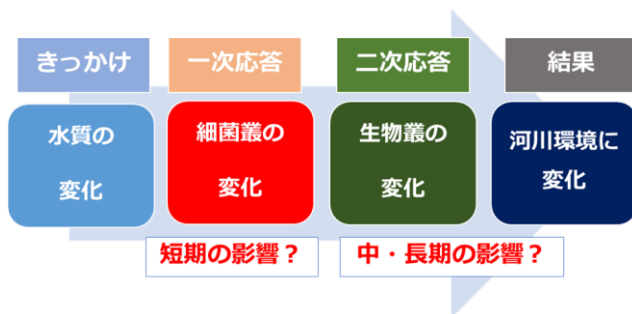 きっかけ
一次応答
二次応答
結果
水質の
変化
細菌叢の
変化
生物叢の
変化
河川環境に
変化
短期の影響？
中・長期の影響？